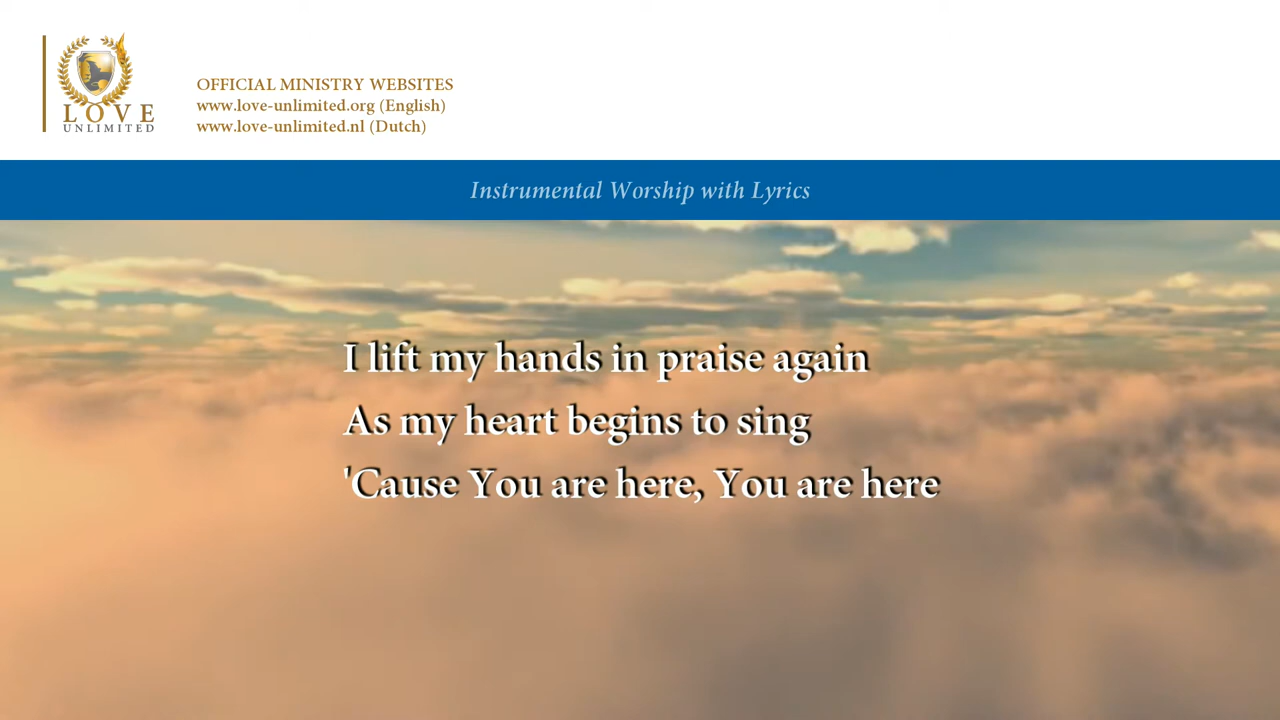 LOVE
UNLIMITED
OFFICIAL MINISTRY WEBSITES
www.love-unlimited.org (English)
www.love-unlimited.nl (Dutch)
Instrumental Worship with Lyrics
I lift my hands in praise again
As my heart begins to sing
'Cause You are here, You are here